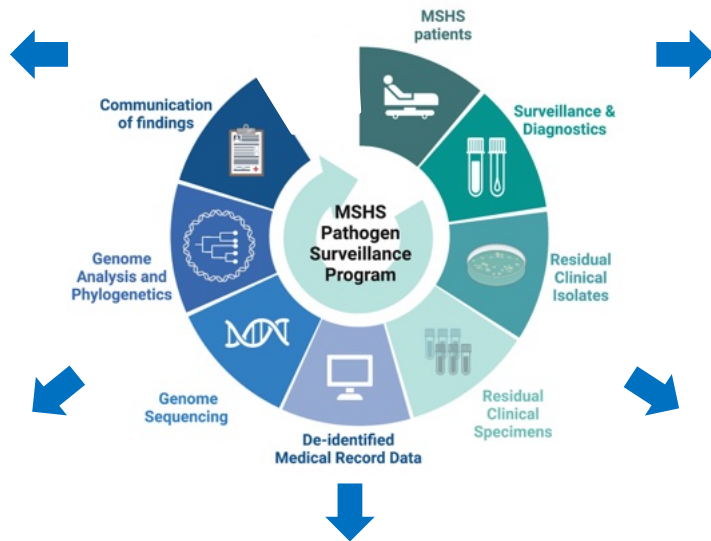 MSHS
patients
Surveillance &
Diagnostics
Residual
Clinical
Isolates
Residual
Clinical
Specimens
De-identified
Medical Record Data
Genome
Sequencing
Genome
Analysis and
Phylogenetics
Communication
of findings
MSHS
Pathogen
Surveillance
Program